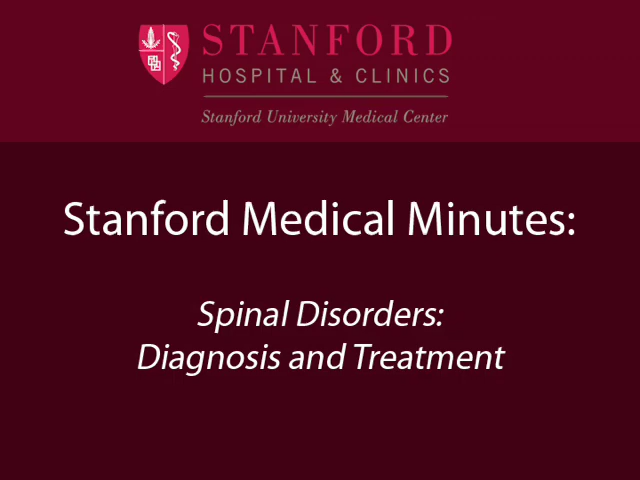 STANFORD
HOSPITAL & CLINICS
Stanford University Medical Center
Stanford Medical Minutes:
Spinal Disorders:
Diagnosis and Treatment